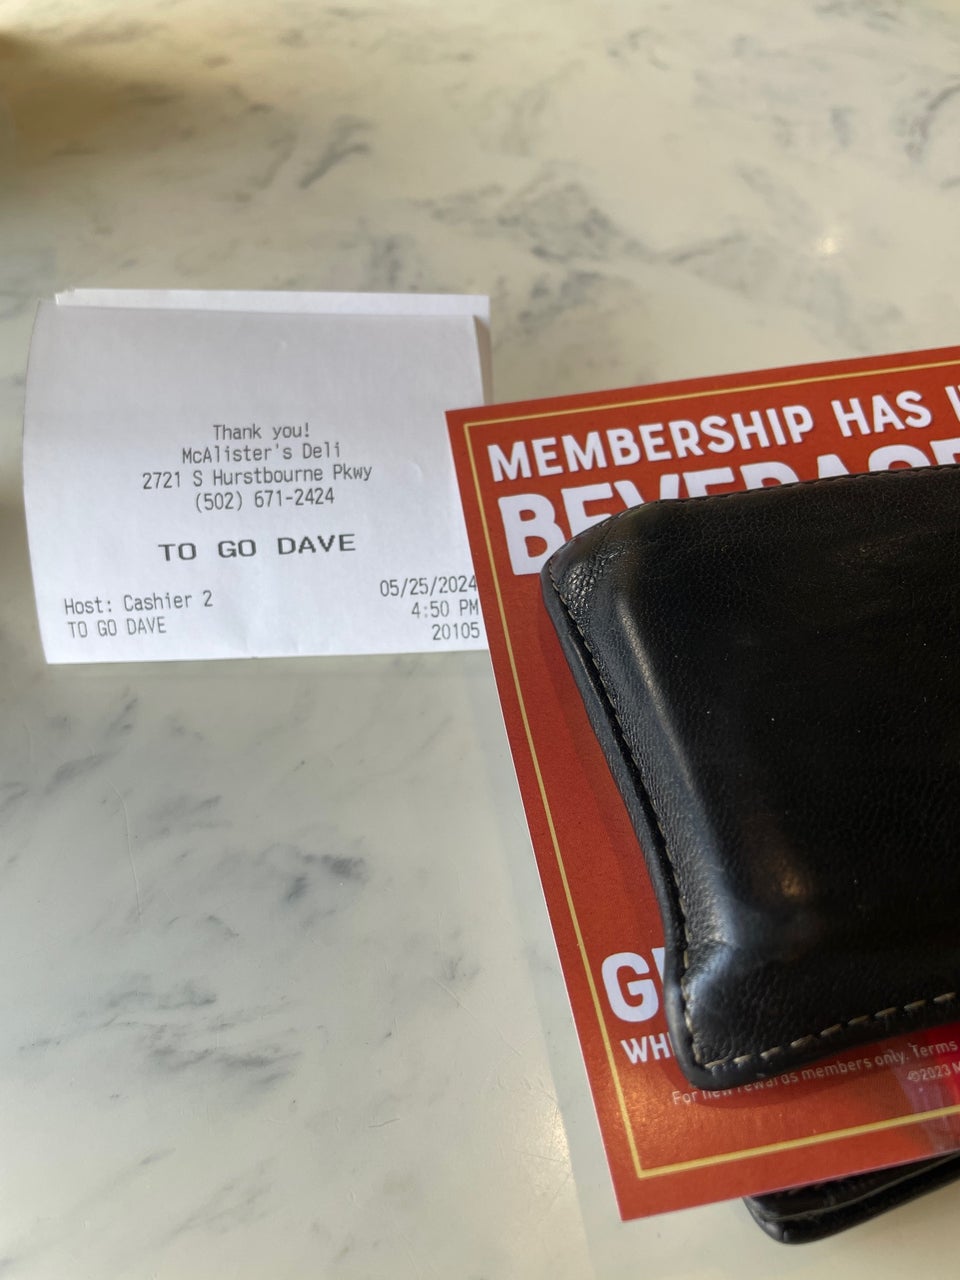 Thank you!
McAlister's Deli
2721 S Hurstbourne Pkwy
(502) 671-2424
TO GO DAVE
Host: Cashier 2
05/25/2024
4:50 PM
TO GO DAVE
20105
MEMBERSHIP HAS
For new rewards members only. Terms
©2023